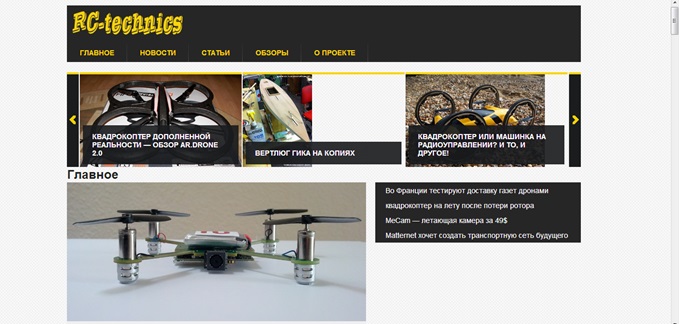 RC-technics
ГЛАВНОЕ НОВОСТИ СТАТЬИ ОБЗОРЫ О ПРОЕКТЕ
КВАДРОКОПТЕР ДОПОЛНЕННОЙ
РЕАЛЬНОСТИ — ОБЗОР AR.DRONE
2.0
ВЕРТЛЮГ ГИКА НА КОПИЯХ
КВАДРОКОПТЕР ИЛИ МАШИНКА НА
РАДИОУПРАВЛЕНИИ? И ТО, И
ДРУГОЕ!
Главное
Во Франции тестируют доставку газет дронами
квадрокоптер на лету после потери ротора
MeCam — летающая камера за 49$
Matternet хочет создать транспортную сеть будущего